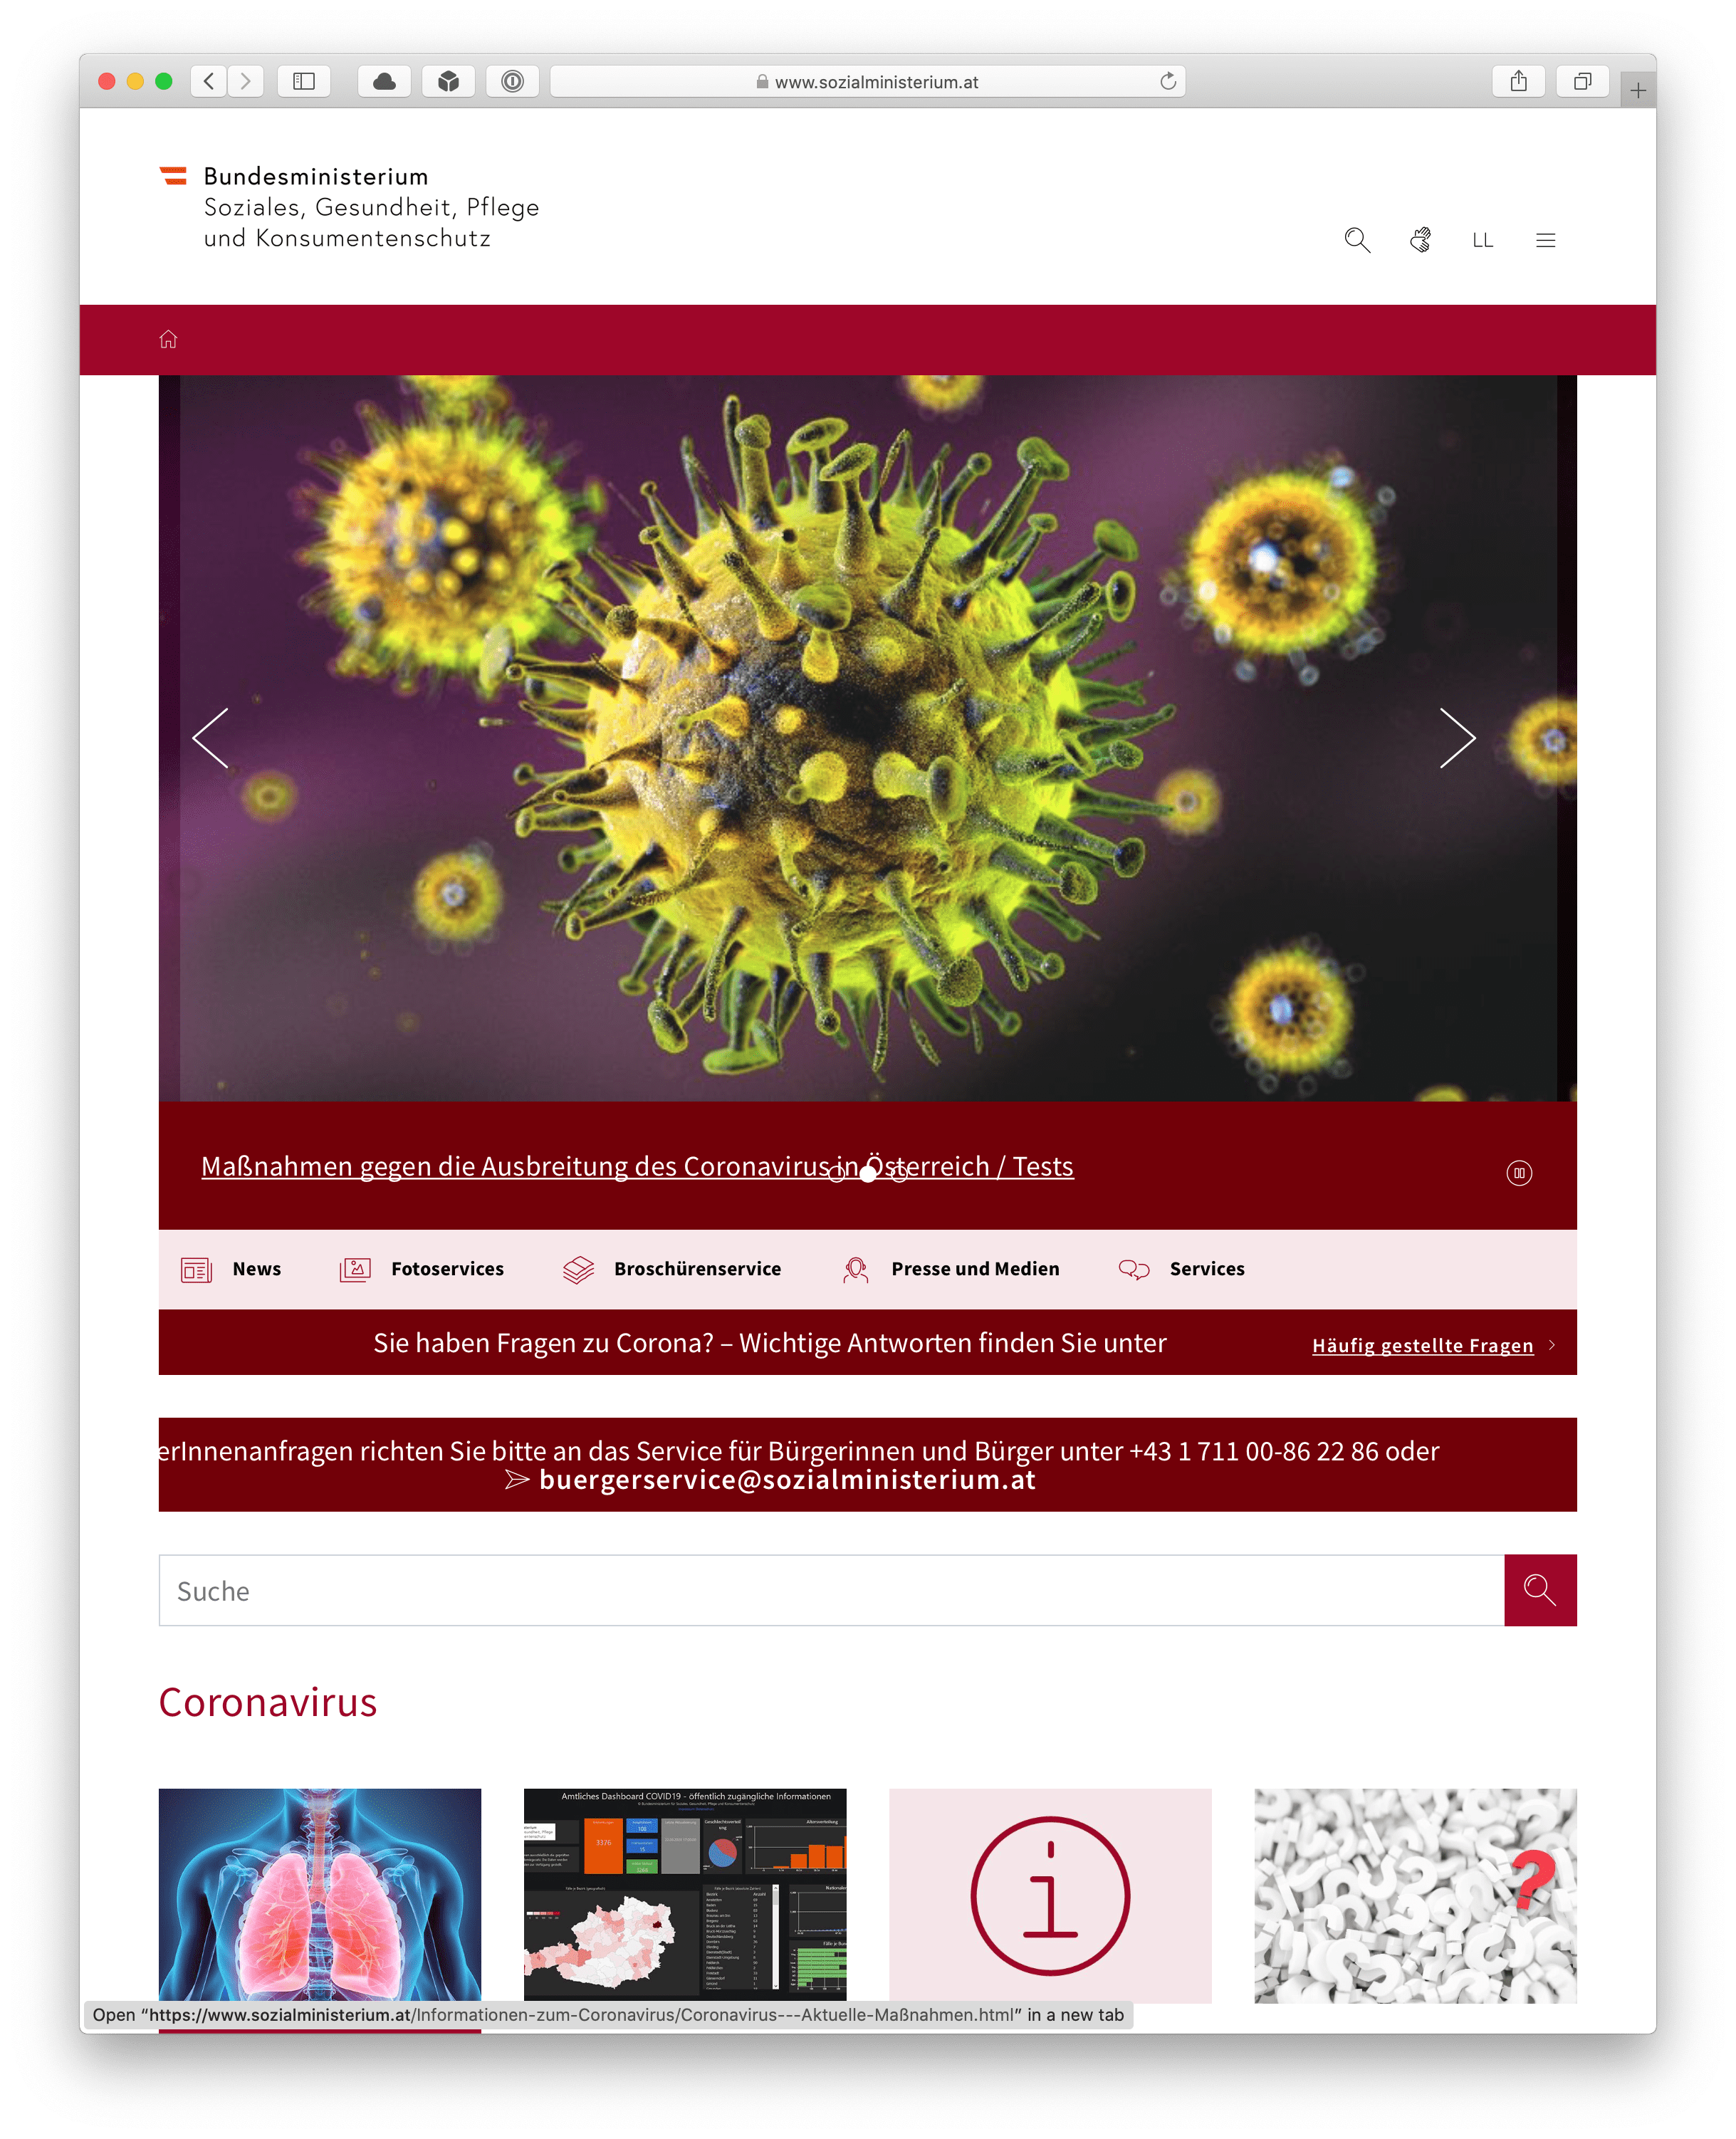 www.sozialministerium.at
Bundesministerium
Soziales, Gesundheit, Pflege
und Konsumentenschutz
LL
Maßnahmen gegen die Ausbreitung des Coronavirus in Österreich / Tests
News
Fotoservices
Broschürenservice
Presse und Medien
Services
Sie haben Fragen zu Corona? – Wichtige Antworten finden Sie unter
Häufig gestellte Fragen
erInnenanfragen richten Sie bitte an das Service für Bürgerinnen und Bürger unter +43 1 711 00-86 22 86 oder
buergerservice@sozialministerium.at
Suche
Coronavirus
Amtliches Dashboard COVID19 - öffentlich zugängliche Informationen
3376
Altersverteilung
Open “https://www.sozialministerium.at/Informationen-zum-Coronavirus/Coronavirus---Aktuelle-Maßnahmen.html” in a new tab